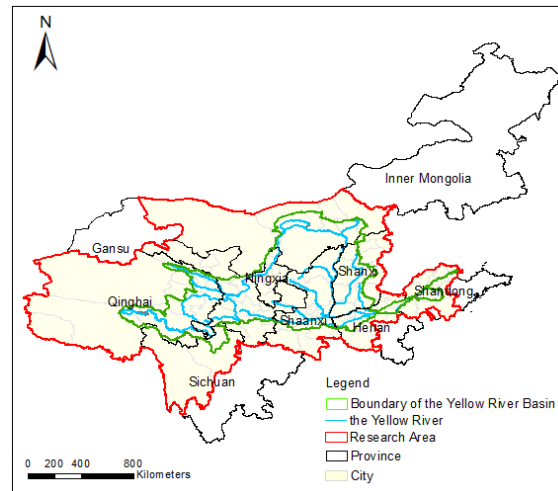 N
Inner Mongolia
Gansu
Ningxia
Shanxi
Qinghai
Shandong
Shaanxi
Henan
Sichuan
Legend
Boundary of the Yellow River Basin
the Yellow River
Research Area
Province
City
0 200 400 800
Kilometers